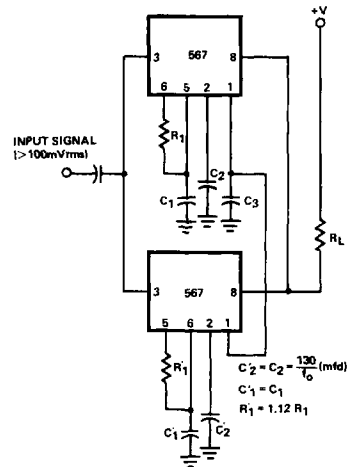 +V
567
3
8
6 5 2 1
R1
INPUT SIGNAL
(>100mVrms)
C2
C1
C3
RL
567
3
8
5 6 2 1
R'1
C'1
C'2
C'2 = C2 = 130/fo (mfd)
C'1 = C1
R'1 = 1.12 R1